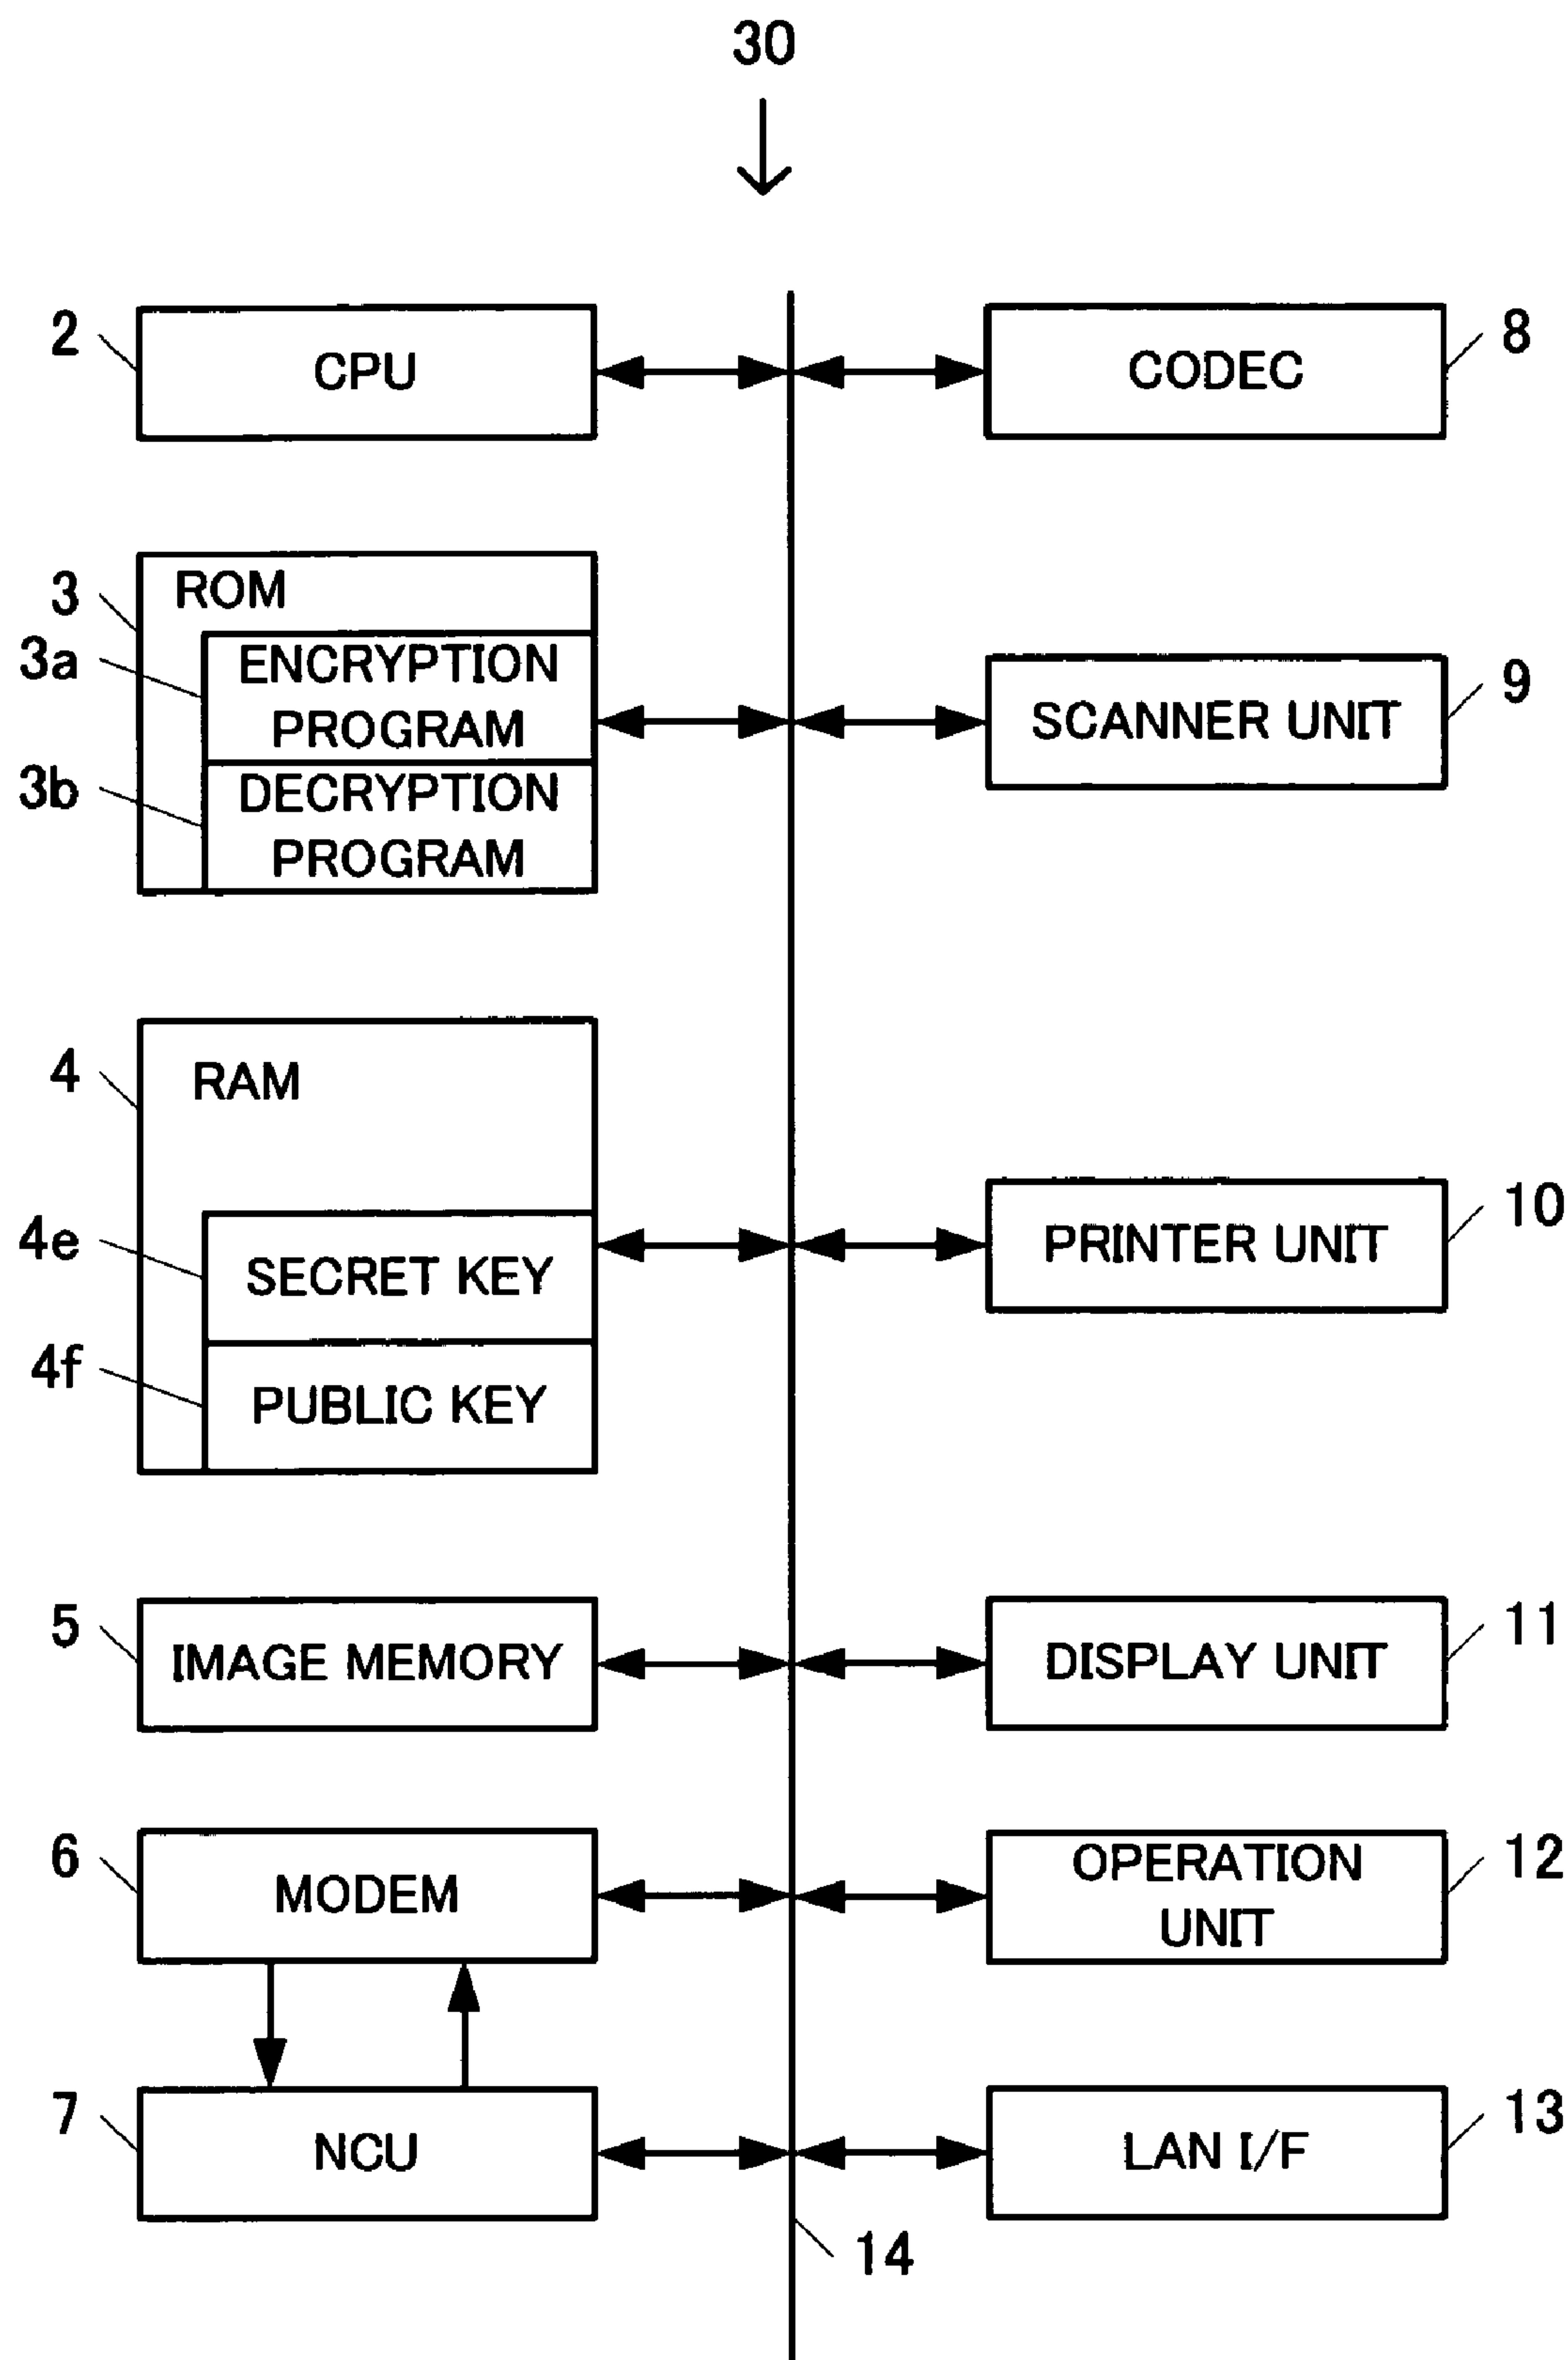 30
2
CPU
CODEC
8
3
ROM
3a
ENCRYPTION
PROGRAM
3b
DECRYPTION
PROGRAM
SCANNER UNIT
9
4
RAM
4e
SECRET KEY
4f
PUBLIC KEY
PRINTER UNIT
10
5
IMAGE MEMORY
DISPLAY UNIT
11
6
MODEM
OPERATION
UNIT
12
7
NCU
LAN I/F
13
14